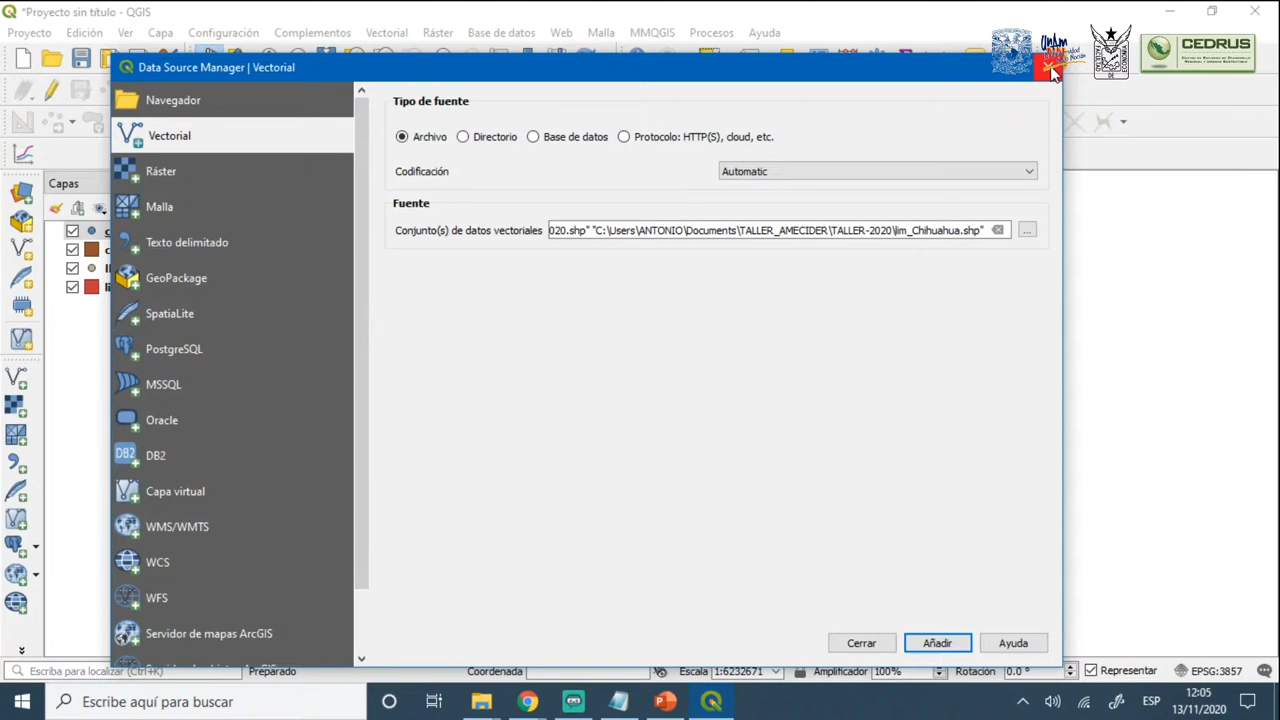 *Proyecto sin título - QGIS
Proyecto Edición Ver Capa Configuración Complementos Vectorial Ráster Base de datos Web Malla MMQGIS Procesos Ayuda
UNAM
CEDRUS
Data Source Manager | Vectorial
Navegador
Vectorial
Ráster
Malla
Texto delimitado
GeoPackage
SpatiaLite
PostgreSQL
MSSQL
Oracle
DB2
DB2
Capa virtual
WMS/WMTS
WCS
WFS
Servidor de mapas ArcGIS
Capas
Tipo de fuente
Archivo Directorio Base de datos Protocolo: HTTP(S), cloud, etc.
Codificación Automatic
Fuente
Conjunto(s) de datos vectoriales 020.shp" "C:\Users\ANTONIO\Documents\TALLER_AMECIDER\TALLER-2020\lim_Chihuahua.shp" ...
Cerrar Añadir Ayuda
Escribe para localizar (Ctrl+K) Preparado Coordenada Escala 1:6232671 Amplificador 100% Rotación 0.0 ° Representar EPSG:3857
Escribe aquí para buscar ESP 12:05
13/11/2020